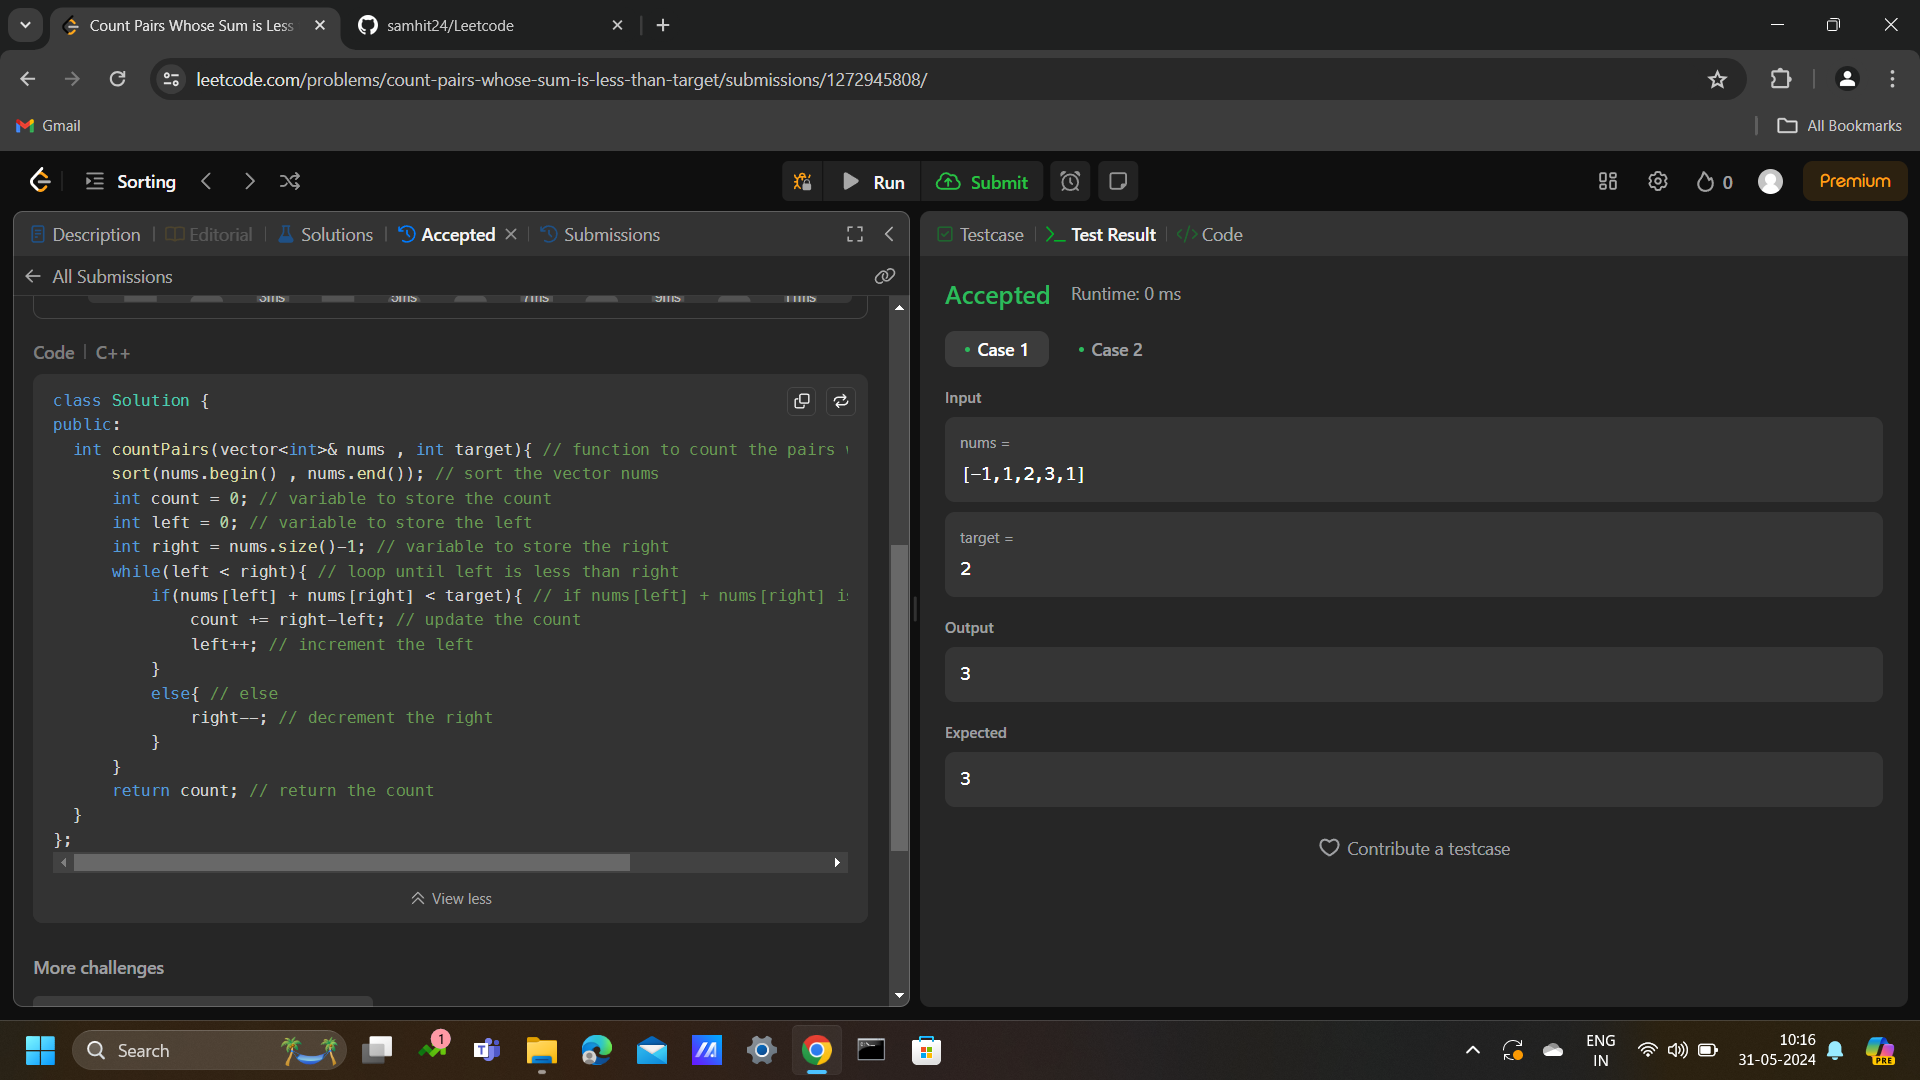 Count Pairs Whose Sum is Less
samhit24/Leetcode
leetcode.com/problems/count-pairs-whose-sum-is-less-than-target/submissions/1272945808/
Gmail
All Bookmarks
Sorting
Run
Submit
0
Premium
Description
Editorial
Solutions
Accepted
Submissions
Testcase
Test Result
Code
All Submissions
3ms 5ms 7ms 9ms 11ms
Code | C++
class Solution {
public:
int countPairs(vector<int>& nums , int target){ // function to count the pairs
sort(nums.begin() , nums.end()); // sort the vector nums
int count = 0; // variable to store the count
int left = 0; // variable to store the left
int right = nums.size()-1; // variable to store the right
while(left < right){ // loop until left is less than right
if(nums[left] + nums[right] < target){ // if nums[left] + nums[right] is
count += right-left; // update the count
left++; // increment the left
}
else{ // else
right--; // decrement the right
}
}
return count; // return the count
}
};
View less
More challenges
Accepted Runtime: 0 ms
Case 1
Case 2
Input
nums =
[-1,1,2,3,1]
target =
2
Output
3
Expected
3
Contribute a testcase
Search
1
ENG
IN
10:16
31-05-2024
PRE